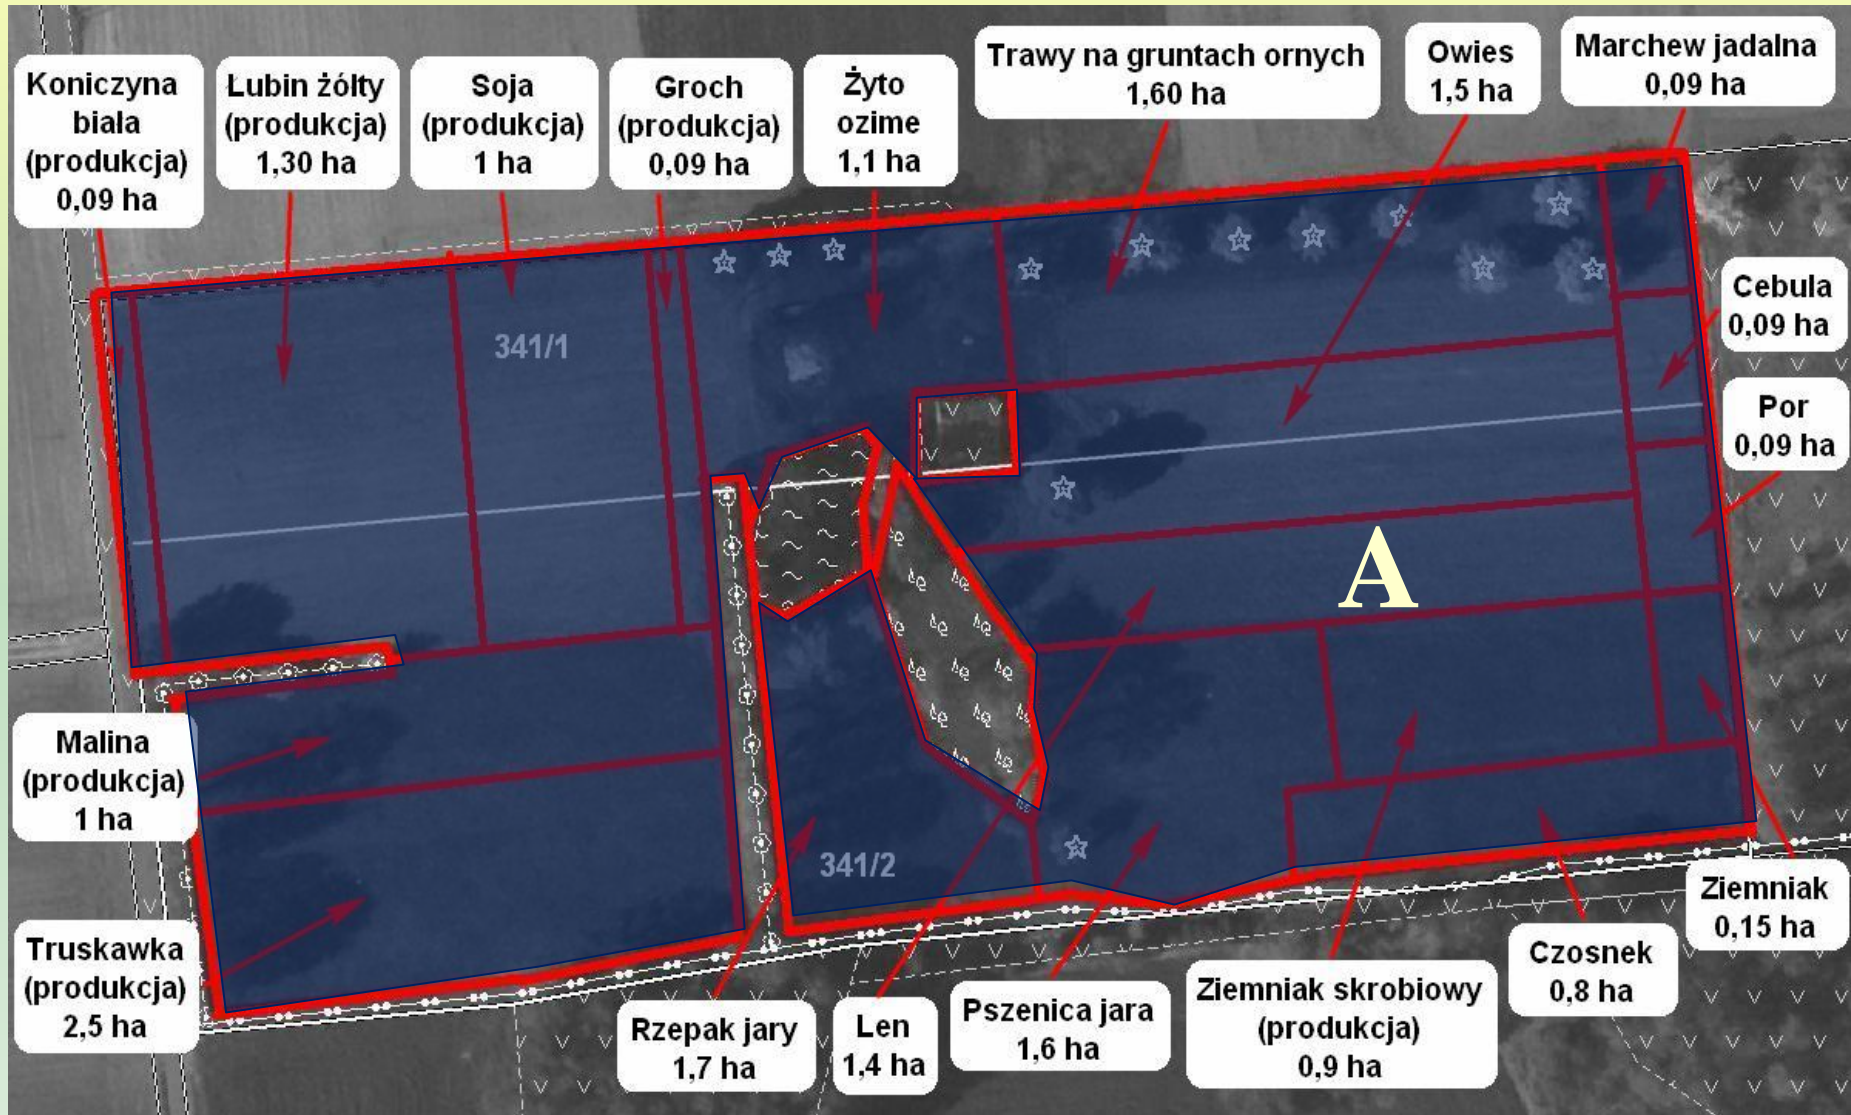 Koniczyna
biała
(produkcja)
0,09 ha
Łubin żółty
(produkcja)
1,30 ha
Soja
(produkcja)
1 ha
Groch
(produkcja)
0,09 ha
Żyto
ozime
1,1 ha
Trawy na gruntach ornych
1,60 ha
Owies
1,5 ha
Marchew jadalna
0,09 ha
Cebula
0,09 ha
Por
0,09 ha
341/1
A
Malina
(produkcja)
1 ha
341/2
Truskawka
(produkcja)
2,5 ha
Rzepak jary
1,7 ha
Len
1,4 ha
Pszenica jara
1,6 ha
Ziemniak skrobiowy
(produkcja)
0,9 ha
Czosnek
0,8 ha
Ziemniak
0,15 ha